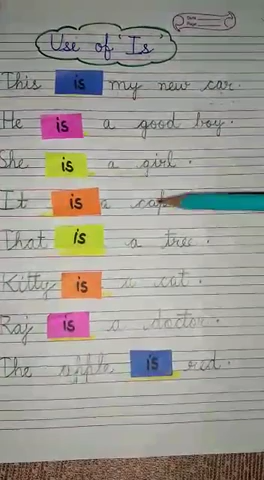 Use of 'Is'
This is my new car.
He is a good boy.
She is a girl.
It is a
That is a tree.
Kitty is a cat.
Raj is a doctor.
The apple is red.